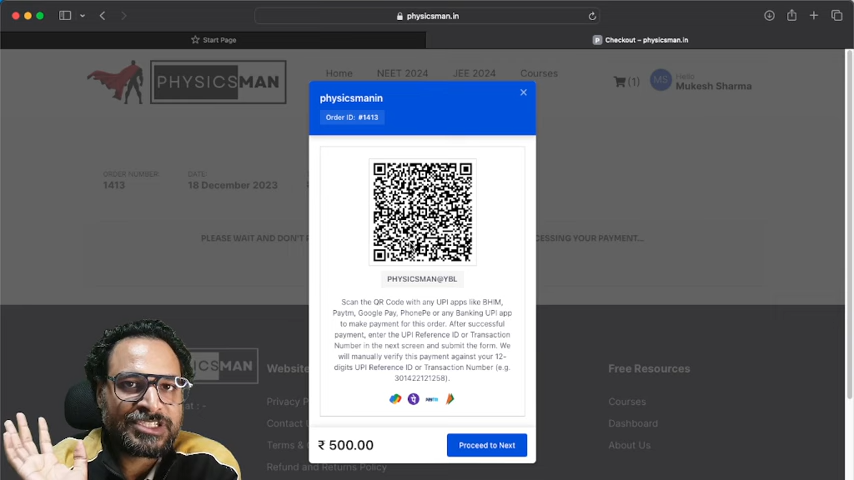 physicsman.in
Start Page
P Checkout – physicsman.in
PHYSICSMAN
Home NEET 2024 JEE 2024 Courses
(1)
MS
Hello
Mukesh Sharma
physicsmanin
Order ID: #1413
ORDER NUMBER
1413
DATE:
18 December 2023
PLEASE WAIT AND DON'T
ESSING YOUR PAYMENT...
PHYSICSMAN@YBL
Scan the QR Code with any UPI apps like BHIM,
Paytm, Google Pay, PhonePe or any Banking UPI app
to make payment for this order. After successful
payment, enter the UPI Reference ID or Transaction
Number in the next screen and submit the form. We
will manually verify this payment against your 12-
digits UPI Reference ID or Transaction Number (e.g.
301422121258).
₹ 500.00
Proceed to Next
SICSMAN
Website
Privacy P
Contact
Terms &
Refund and Returns Policy
Free Resources
Courses
Dashboard
About Us